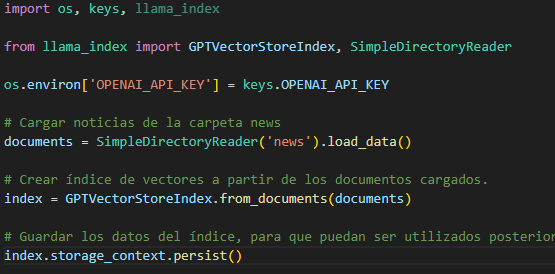 import os, keys, llama_index
from llama_index import GPTVectorStoreIndex, SimpleDirectoryReader
os.environ['OPENAI_API_KEY'] = keys.OPENAI_API_KEY
# Cargar noticias de la carpeta news
documents = SimpleDirectoryReader('news').load_data()
# Crear índice de vectores a partir de los documentos cargados.
index = GPTVectorStoreIndex.from_documents(documents)
# Guardar los datos del índice, para que puedan ser utilizados posterior
index.storage_context.persist()